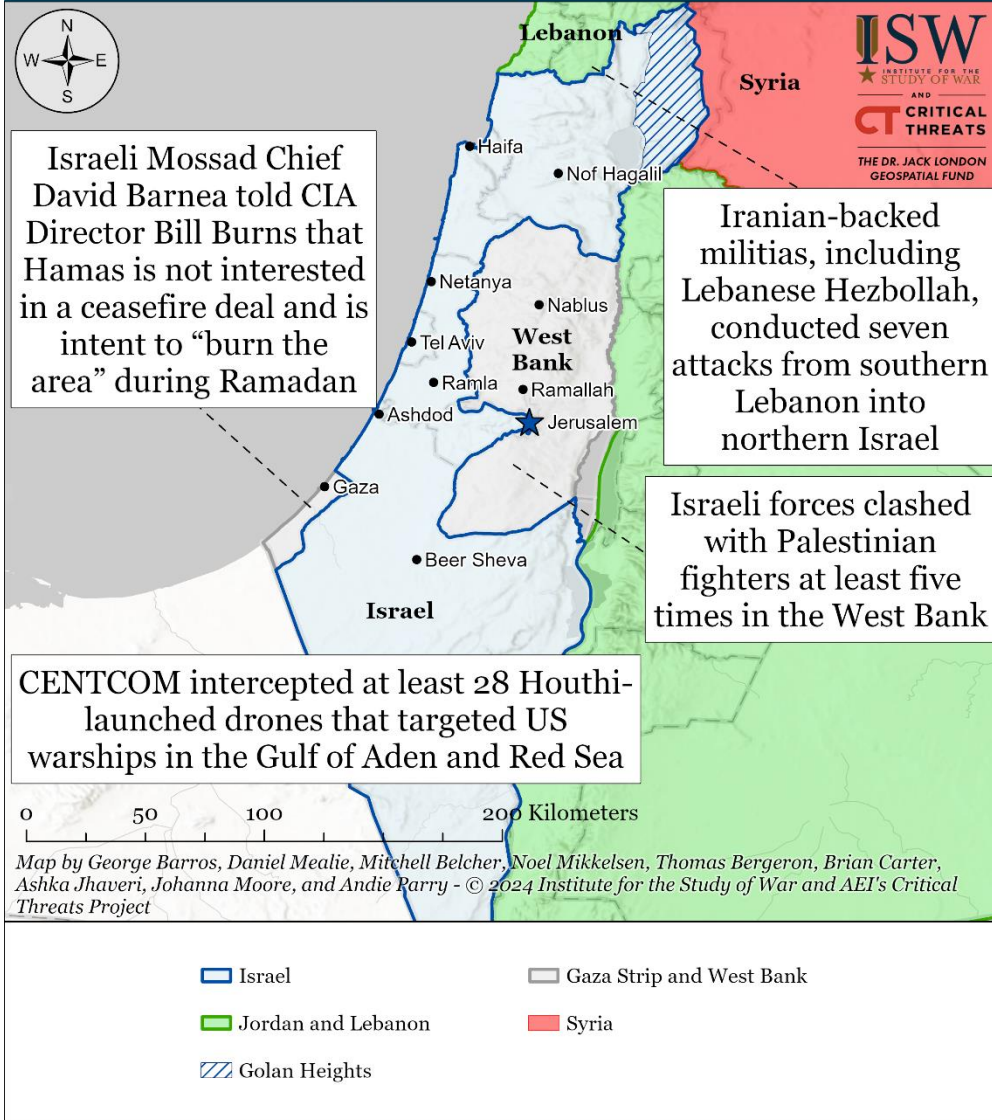 N
W
E
S
Lebanon
Syria
ISW
INSTITUTE FOR THE
STUDY OF WAR
AND
CT CRITICAL
THREATS
THE DR. JACK LONDON
GEOSPATIAL FUND
Israeli Mossad Chief
David Barnea told CIA
Director Bill Burns that
Hamas is not interested
in a ceasefire deal and is
intent to “burn the
area” during Ramadan
Haifa
Nof Hagalil
Iranian-backed
militias, including
Lebanese Hezbollah,
conducted seven
attacks from southern
Lebanon into
northern Israel
Netanya
Nablus
West
Bank
Tel Aviv
Ramla
Ramallah
Ashdod
Jerusalem
Gaza
Israeli forces clashed
with Palestinian
fighters at least five
times in the West Bank
Beer Sheva
Israel
CENTCOM intercepted at least 28 Houthi-
launched drones that targeted US
warships in the Gulf of Aden and Red Sea
0 50 100 200 Kilometers
Map by George Barros, Daniel Mealie, Mitchell Belcher, Noel Mikkelsen, Thomas Bergeron, Brian Carter,
Ashka Jhaveri, Johanna Moore, and Andie Parry - © 2024 Institute for the Study of War and AEI's Critical
Threats Project
Israel
Gaza Strip and West Bank
Jordan and Lebanon
Syria
Golan Heights